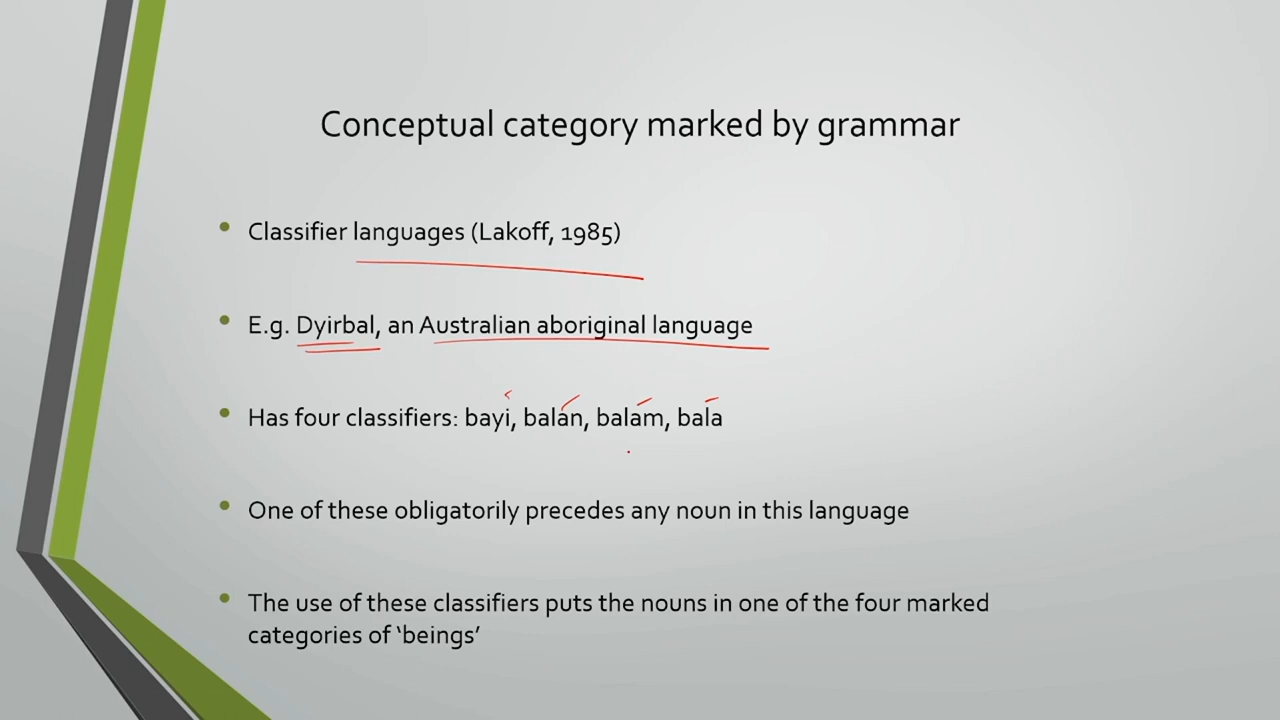 Conceptual category marked by grammar
• Classifier languages (Lakoff, 1985)
• E.g. Dyirbal, an Australian aboriginal language
• Has four classifiers: bayi, balan, balam, bala
• One of these obligatorily precedes any noun in this language
• The use of these classifiers puts the nouns in one of the four marked
categories of ‘beings’